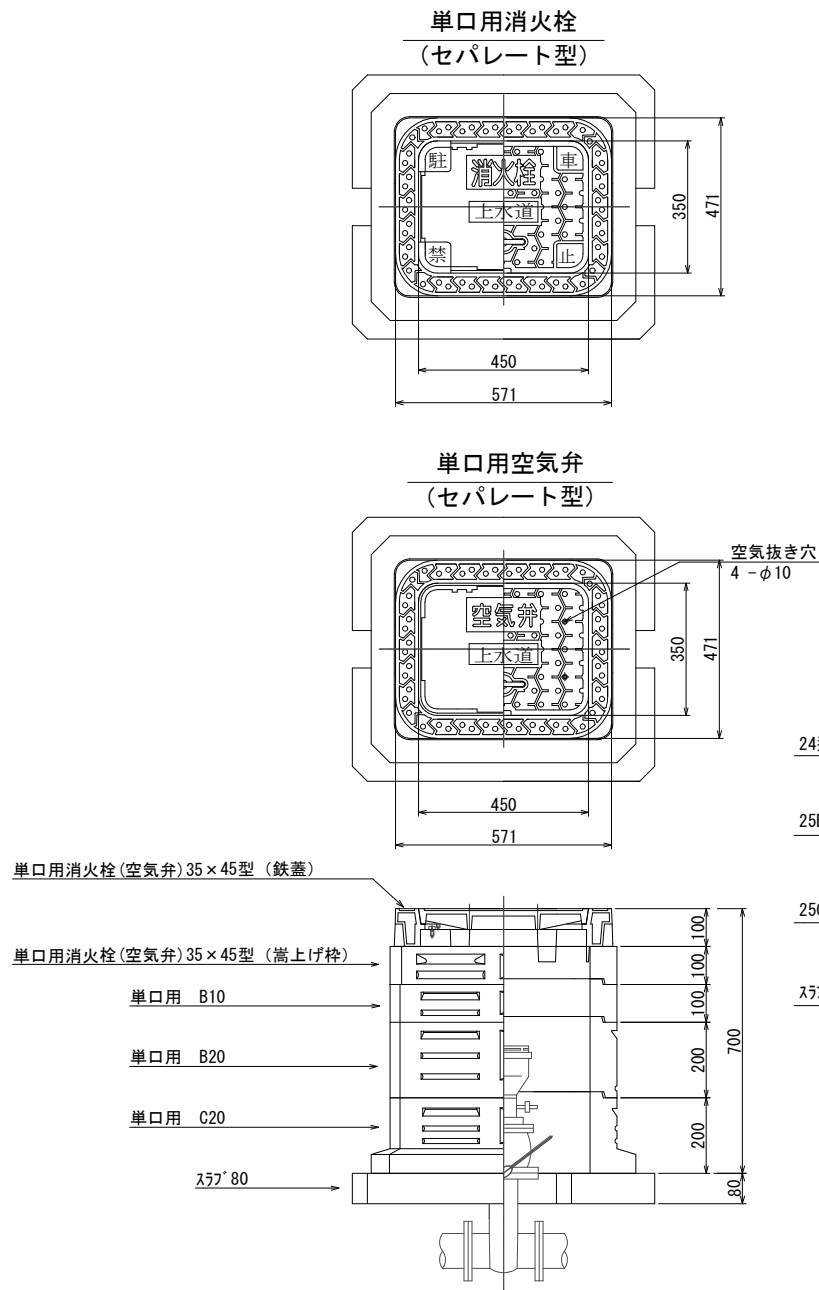 単口用消火栓
(セパレート型)
駐
車
消火栓
上水道
禁
止
350
471
450
571
単口用空気弁
(セパレート型)
空気抜き穴
4 -φ10
空気弁
上水道
350
471
450
571
単口用消火栓(空気弁)35×45型 (鉄蓋)
単口用消火栓(空気弁)35×45型 (嵩上げ枠)
単口用 B10
単口用 B20
単口用 C20
ｽﾗﾌﾞ80
100
100
100
200
200
700
80